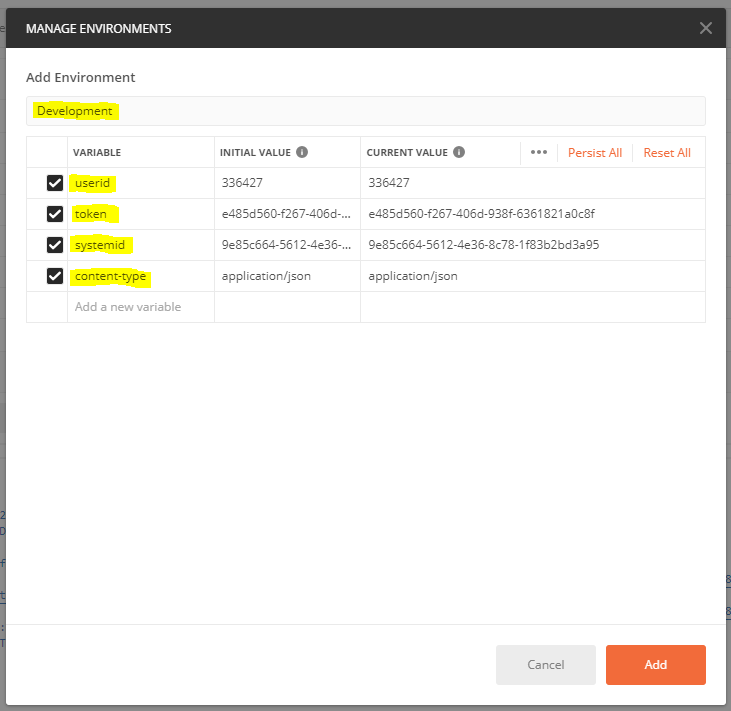 MANAGE ENVIRONMENTS
Add Environment
Development
VARIABLE INITIAL VALUE CURRENT VALUE ••• Persist All Reset All
userid 336427 336427
token e485d560-f267-406d-... e485d560-f267-406d-938f-6361821a0c8f
systemid 9e85c664-5612-4e36-... 9e85c664-5612-4e36-8c78-1f83b2bd3a95
content-type application/json application/json
Add a new variable
Cancel Add